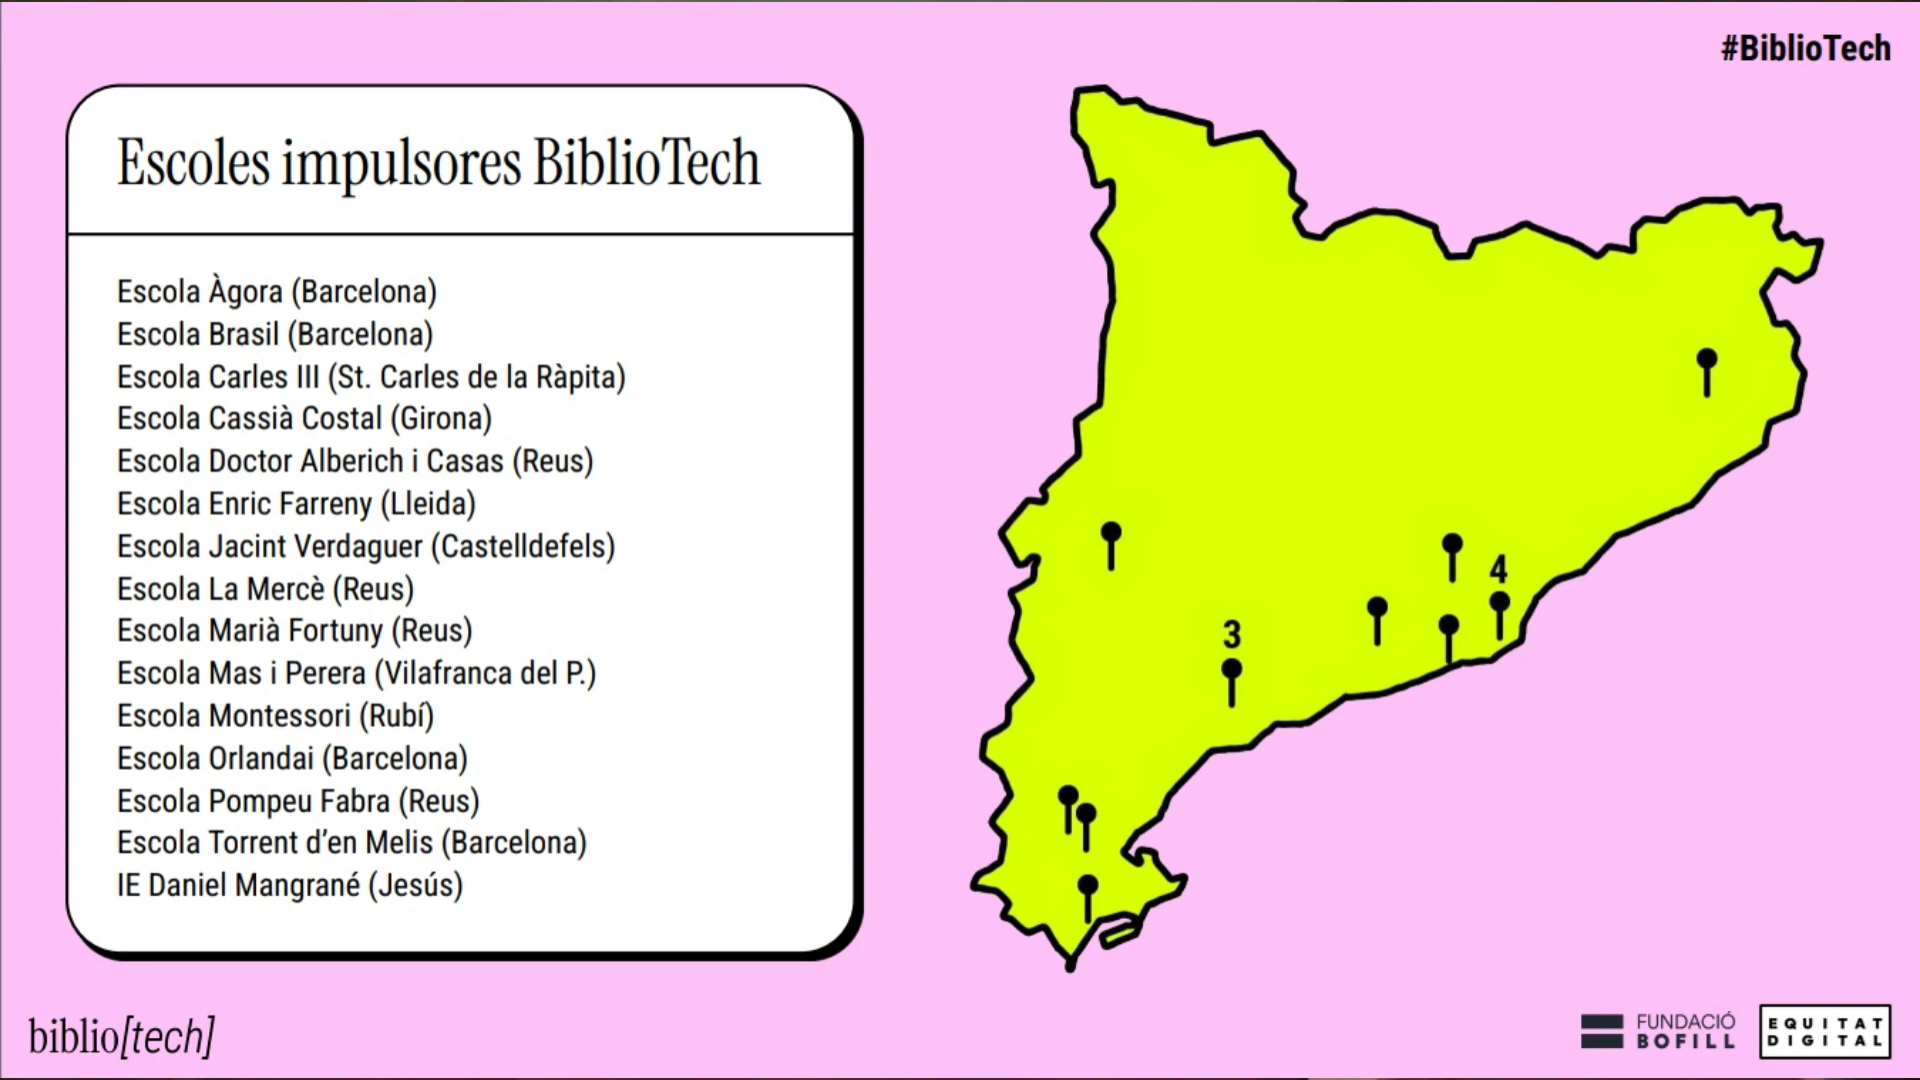 #BiblioTech
Escoles impulsores BiblioTech
Escola Àgora (Barcelona)
Escola Brasil (Barcelona)
Escola Carles III (St. Carles de la Ràpita)
Escola Cassià Costal (Girona)
Escola Doctor Alberich i Casas (Reus)
Escola Enric Farreny (Lleida)
Escola Jacint Verdaguer (Castelldefels)
Escola La Mercè (Reus)
Escola Marià Fortuny (Reus)
Escola Mas i Perera (Vilafranca del P.)
Escola Montessori (Rubí)
Escola Orlandai (Barcelona)
Escola Pompeu Fabra (Reus)
Escola Torrent d’en Melis (Barcelona)
IE Daniel Mangrané (Jesús)
4
3
biblio[tech]
FUNDACIÓ
BOFILL
EQUITAT
DIGITAL